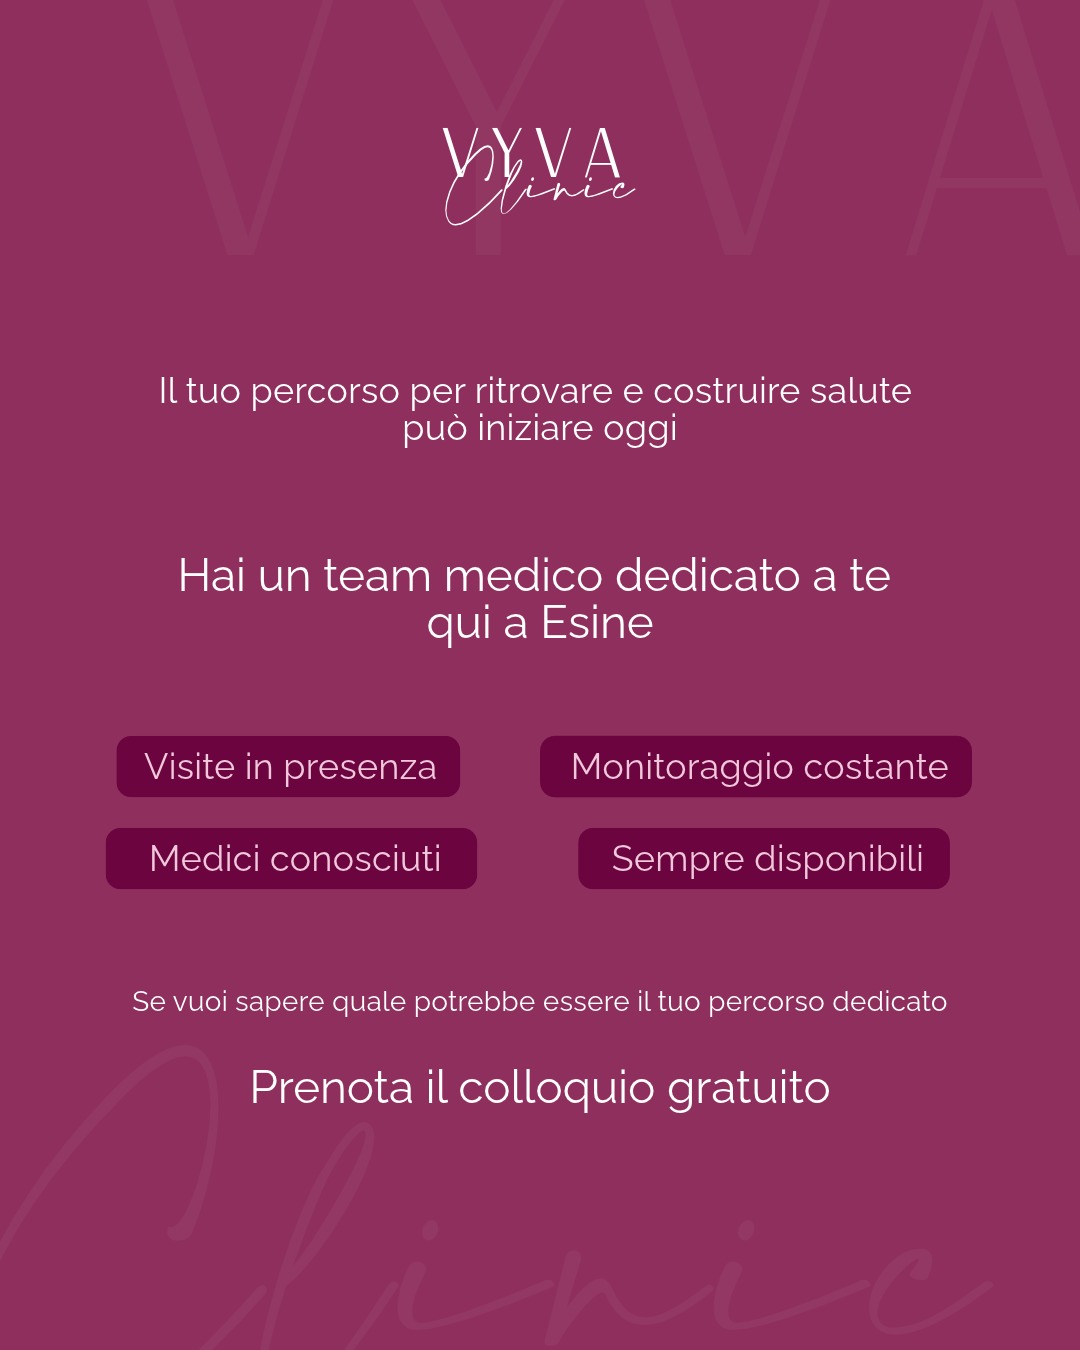 VYVA
Clinic
Il tuo percorso per ritrovare e costruire salute
può iniziare oggi
Hai un team medico dedicato a te
qui a Esine
Visite in presenza
Monitoraggio costante
Medici conosciuti
Sempre disponibili
Se vuoi sapere quale potrebbe essere il tuo percorso dedicato
Prenota il colloquio gratuito
VYVA
Clinic